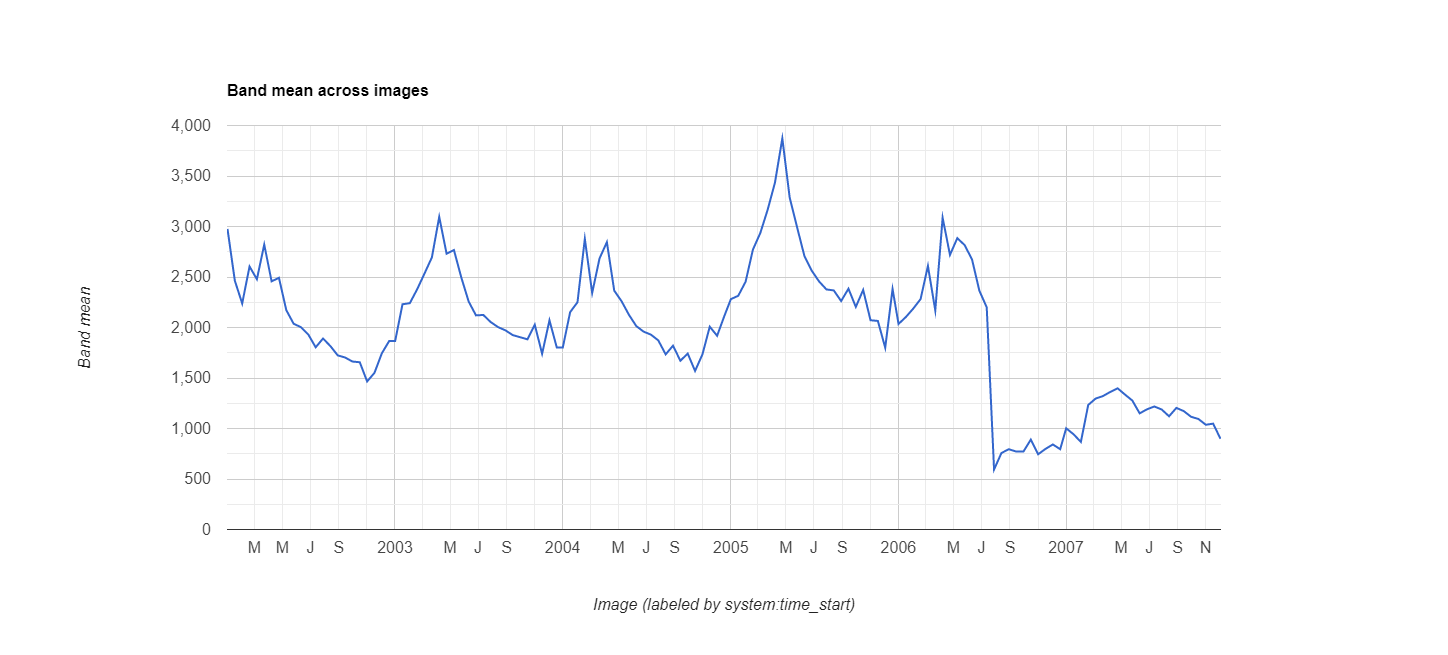 Band mean across images
4,000
3,500
3,000
2,500
2,000
1,500
1,000
500
0
Band mean
M M J S 2003 M J S 2004 M J S 2005 M J S 2006 M J S 2007 M J S N
Image (labeled by system:time_start)